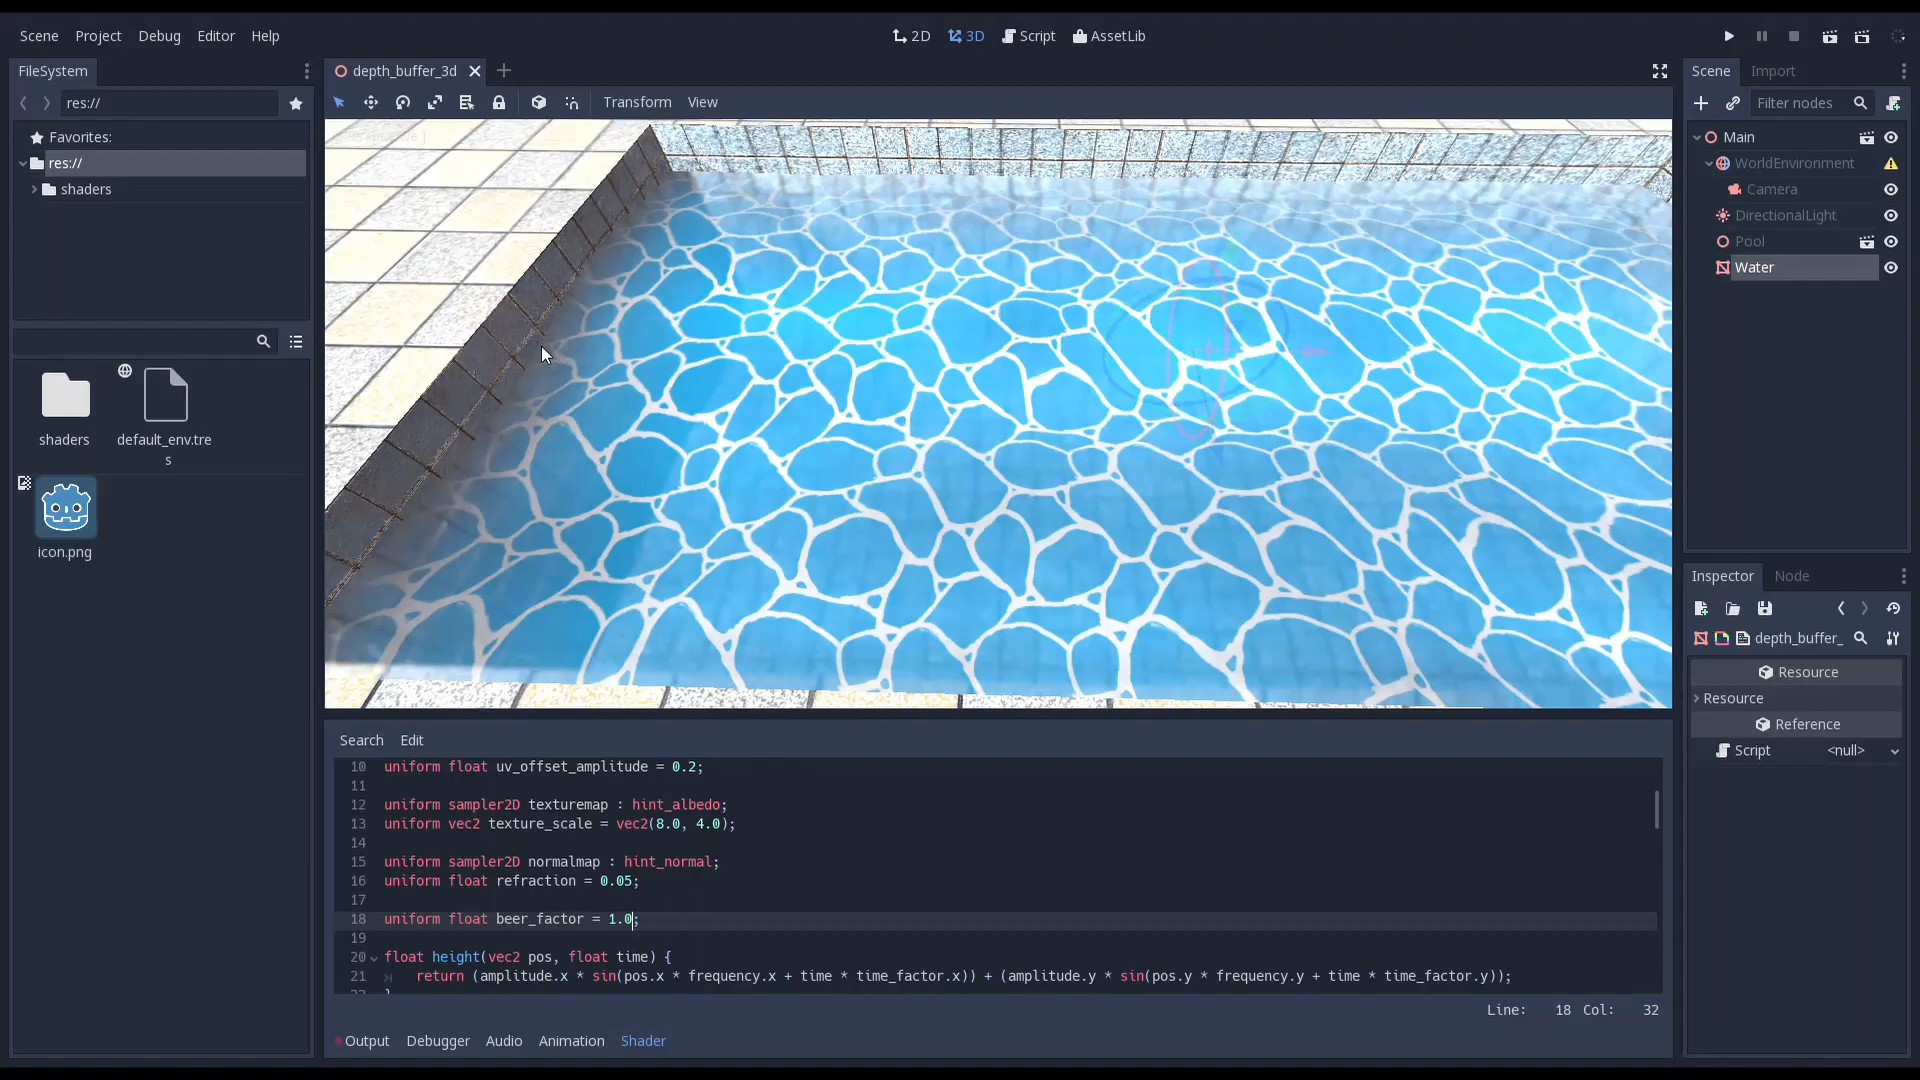 Scene Project Debug Editor Help
2D 3D Script AssetLib
FileSystem
res://
Favorites:
res://
shaders
shaders
default_env.tre
s
icon.png
depth_buffer_3d
Transform View
Search Edit
10 uniform float uv_offset_amplitude = 0.2;
11
12 uniform sampler2D texturemap : hint_albedo;
13 uniform vec2 texture_scale = vec2(8.0, 4.0);
14
15 uniform sampler2D normalmap : hint_normal;
16 uniform float refraction = 0.05;
17
18 uniform float beer_factor = 1.0;
19
20 float height(vec2 pos, float time) {
21 return (amplitude.x * sin(pos.x * frequency.x + time * time_factor.x)) + (amplitude.y * sin(pos.y * frequency.y + time * time_factor.y));
Line: 18 Col: 32
Output Debugger Audio Animation Shader
Scene Import
Filter nodes
Main
WorldEnvironment
Camera
DirectionalLight
Pool
Water
Inspector Node
depth_buffer_
Resource
Resource
Reference
Script <null>